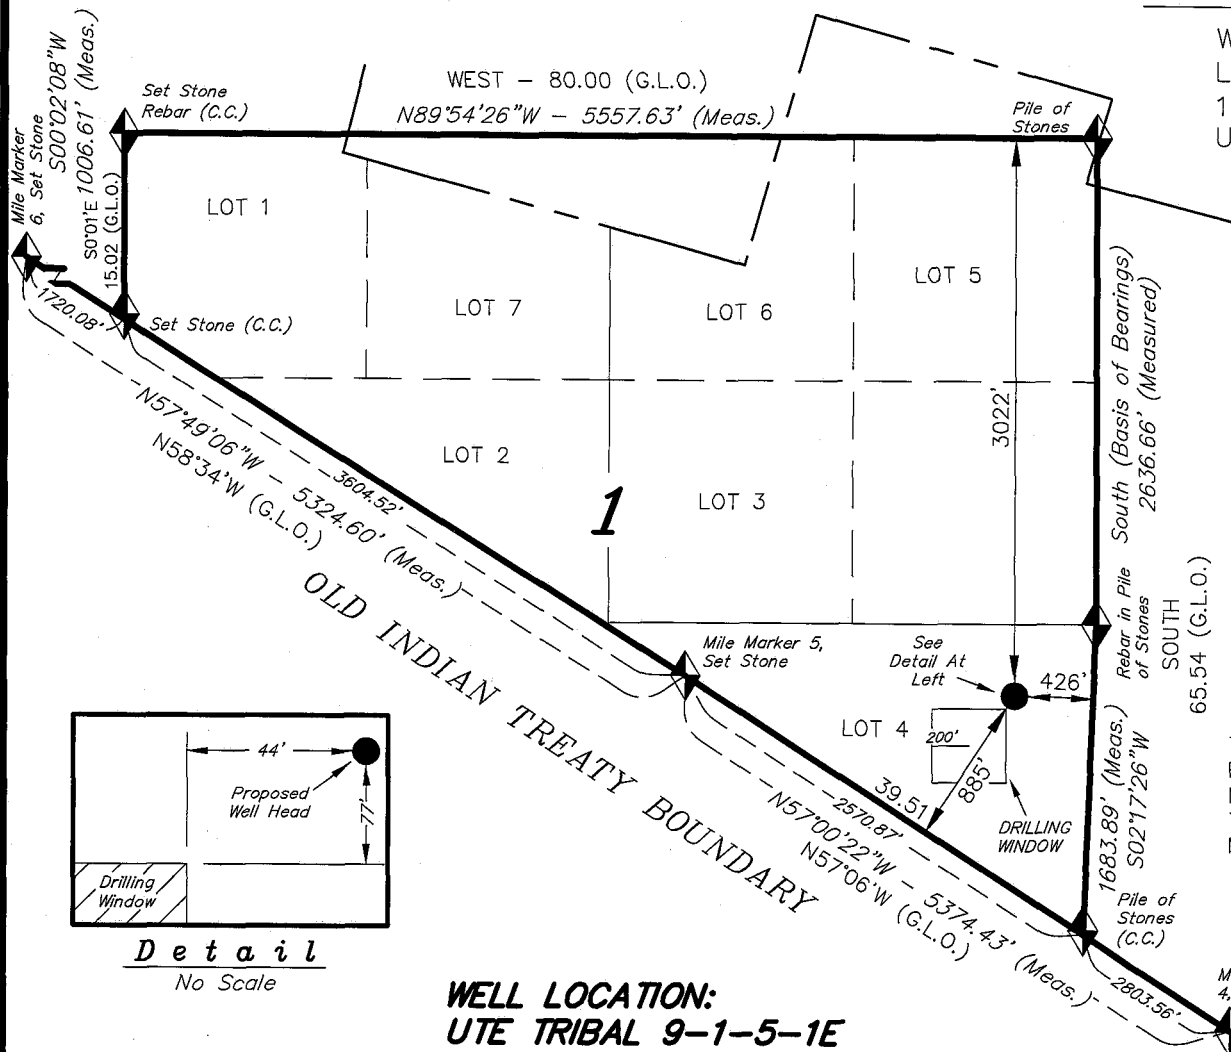 WEST – 80.00 (G.L.O.)
N89°54'26"W – 5557.63' (Meas.)
Set Stone
Rebar (C.C.)
Pile of
Stones
Mile Marker
6, Set Stone
S00°02'08"W
1006.61' (Meas.)
S0°01'E
15.02 (G.L.O.)
1720.08'
Set Stone (C.C.)
LOT 1
LOT 7
LOT 6
LOT 5
LOT 2
LOT 3
1
3022'
South (Basis of Bearings)
2636.66' (Measured)
N57°49'06"W – 5324.60' (Meas.)
N58°34'W (G.L.O.)
3604.52'
OLD INDIAN TREATY BOUNDARY
Mile Marker 5,
Set Stone
See
Detail At
Left
426'
Rebar in Pile
of Stones
SOUTH
65.54 (G.L.O.)
LOT 4
200'
885'
39.51
2570.87'
DRILLING
WINDOW
N57°00'22"W – 5374.43' (Meas.)
N57°06'W (G.L.O.)
1683.89' (Meas.)
S02°17'26"W
Pile of
Stones
(C.C.)
2803.56'
44'
Proposed
Well Head
77'
Drilling
Window
Detail
No Scale
WELL LOCATION:
UTE TRIBAL 9–1–5–1E
W
L
1
U
M
4,